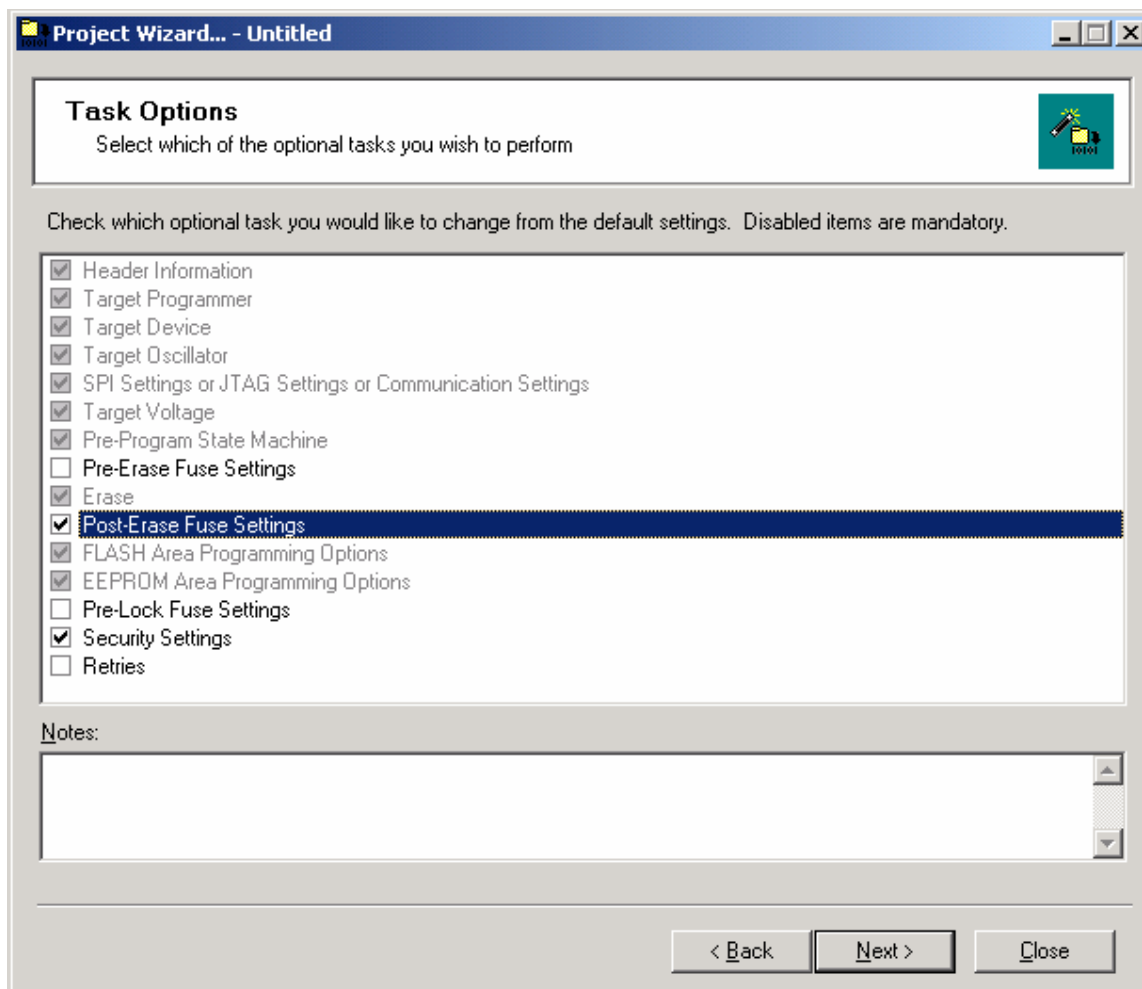 Project Wizard... - Untitled
Task Options
Select which of the optional tasks you wish to perform
10101
Check which optional task you would like to change from the default settings.  Disabled items are mandatory.
Header Information
Target Programmer
Target Device
Target Oscillator
SPI Settings or JTAG Settings or Communication Settings
Target Voltage
Pre-Program State Machine
Pre-Erase Fuse Settings
Erase
Post-Erase Fuse Settings
FLASH Area Programming Options
EEPROM Area Programming Options
Pre-Lock Fuse Settings
Security Settings
Retries
Notes:
< Back
Next >
Close